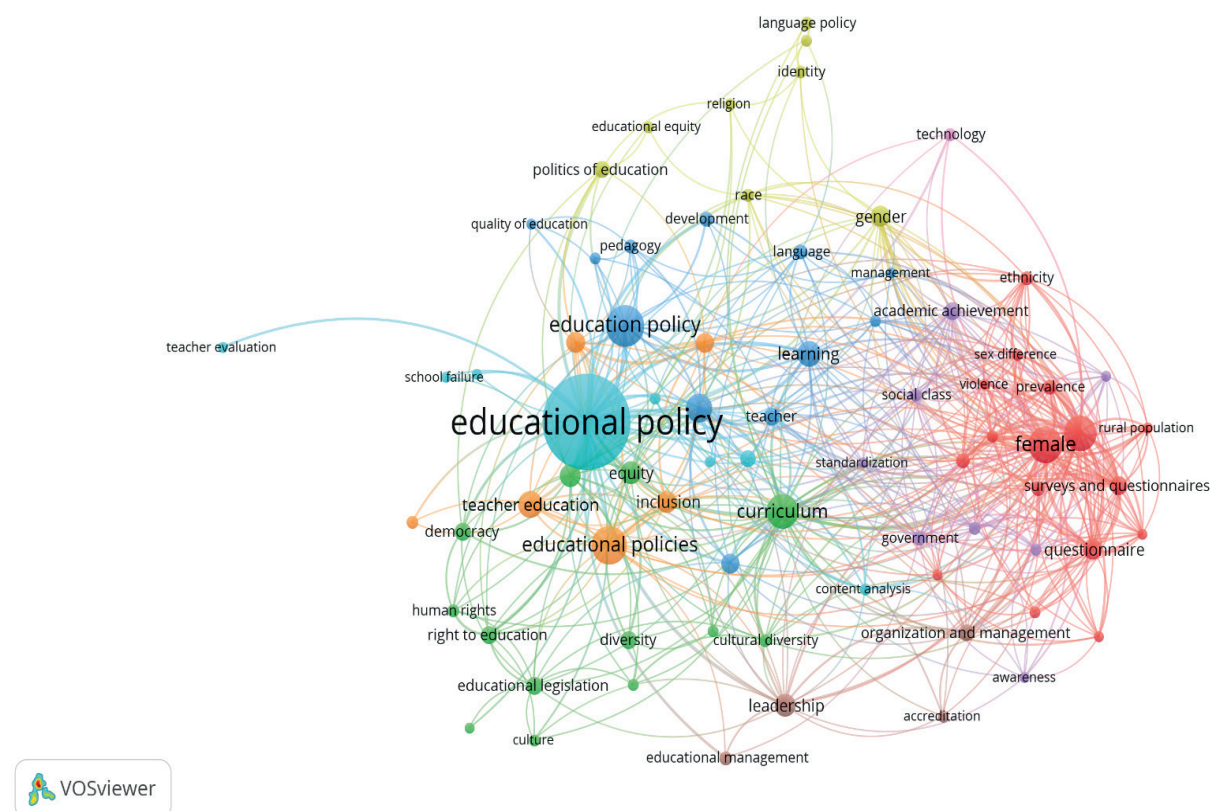 language policy
identity
religion
educational equity
technology
politics of education
race
quality of education
development
gender
pedagogy
language
management
ethnicity
academic achievement
education policy
teacher evaluation
learning
sex difference
school failure
violence
prevalence
social class
educational policy
teacher
rural population
female
standardization
equity
surveys and questionnaires
teacher education
inclusion
curriculum
democracy
educational policies
government
questionnaire
content analysis
human rights
right to education
diversity
cultural diversity
organization and management
educational legislation
awareness
leadership
accreditation
culture
educational management
VOSviewer